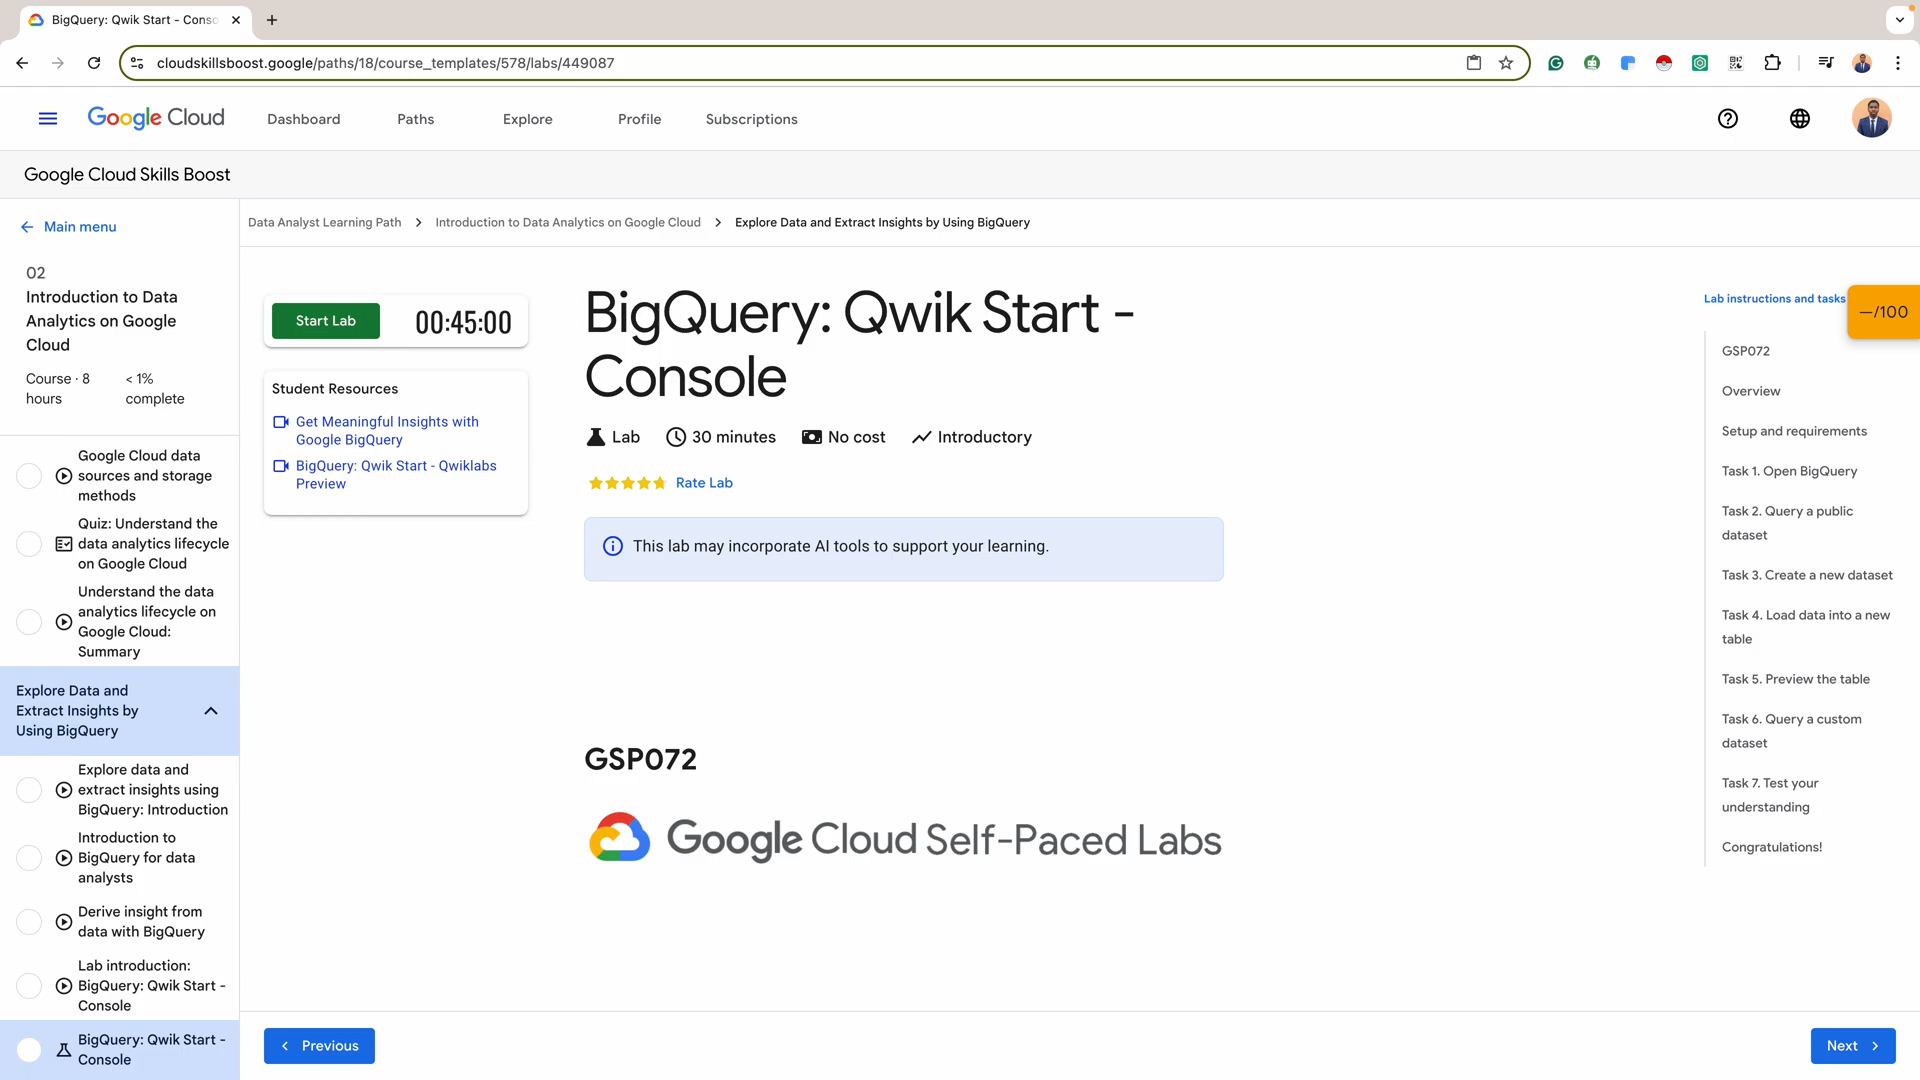 BigQuery: Qwik Start - Conso
cloudskillsboost.google/paths/18/course_templates/578/labs/449087
Google Cloud
Dashboard
Paths
Explore
Profile
Subscriptions
Google Cloud Skills Boost
Main menu
Data Analyst Learning Path
Introduction to Data Analytics on Google Cloud
Explore Data and Extract Insights by Using BigQuery
02
Introduction to Data
Analytics on Google
Cloud
Course · 8
hours
< 1%
complete
Google Cloud data
sources and storage
methods
Quiz: Understand the
data analytics lifecycle
on Google Cloud
Understand the data
analytics lifecycle on
Google Cloud:
Summary
Explore Data and
Extract Insights by
Using BigQuery
Explore data and
extract insights using
BigQuery: Introduction
Introduction to
BigQuery for data
analysts
Derive insight from
data with BigQuery
Lab introduction:
BigQuery: Qwik Start -
Console
BigQuery: Qwik Start -
Console
Start Lab
00:45:00
Student Resources
Get Meaningful Insights with
Google BigQuery
BigQuery: Qwik Start - Qwiklabs
Preview
BigQuery: Qwik Start -
Console
Lab
30 minutes
No cost
Introductory
Rate Lab
This lab may incorporate AI tools to support your learning.
GSP072
Google Cloud Self-Paced Labs
Lab instructions and tasks
—/100
GSP072
Overview
Setup and requirements
Task 1. Open BigQuery
Task 2. Query a public
dataset
Task 3. Create a new dataset
Task 4. Load data into a new
table
Task 5. Preview the table
Task 6. Query a custom
dataset
Task 7. Test your
understanding
Congratulations!
Previous
Next